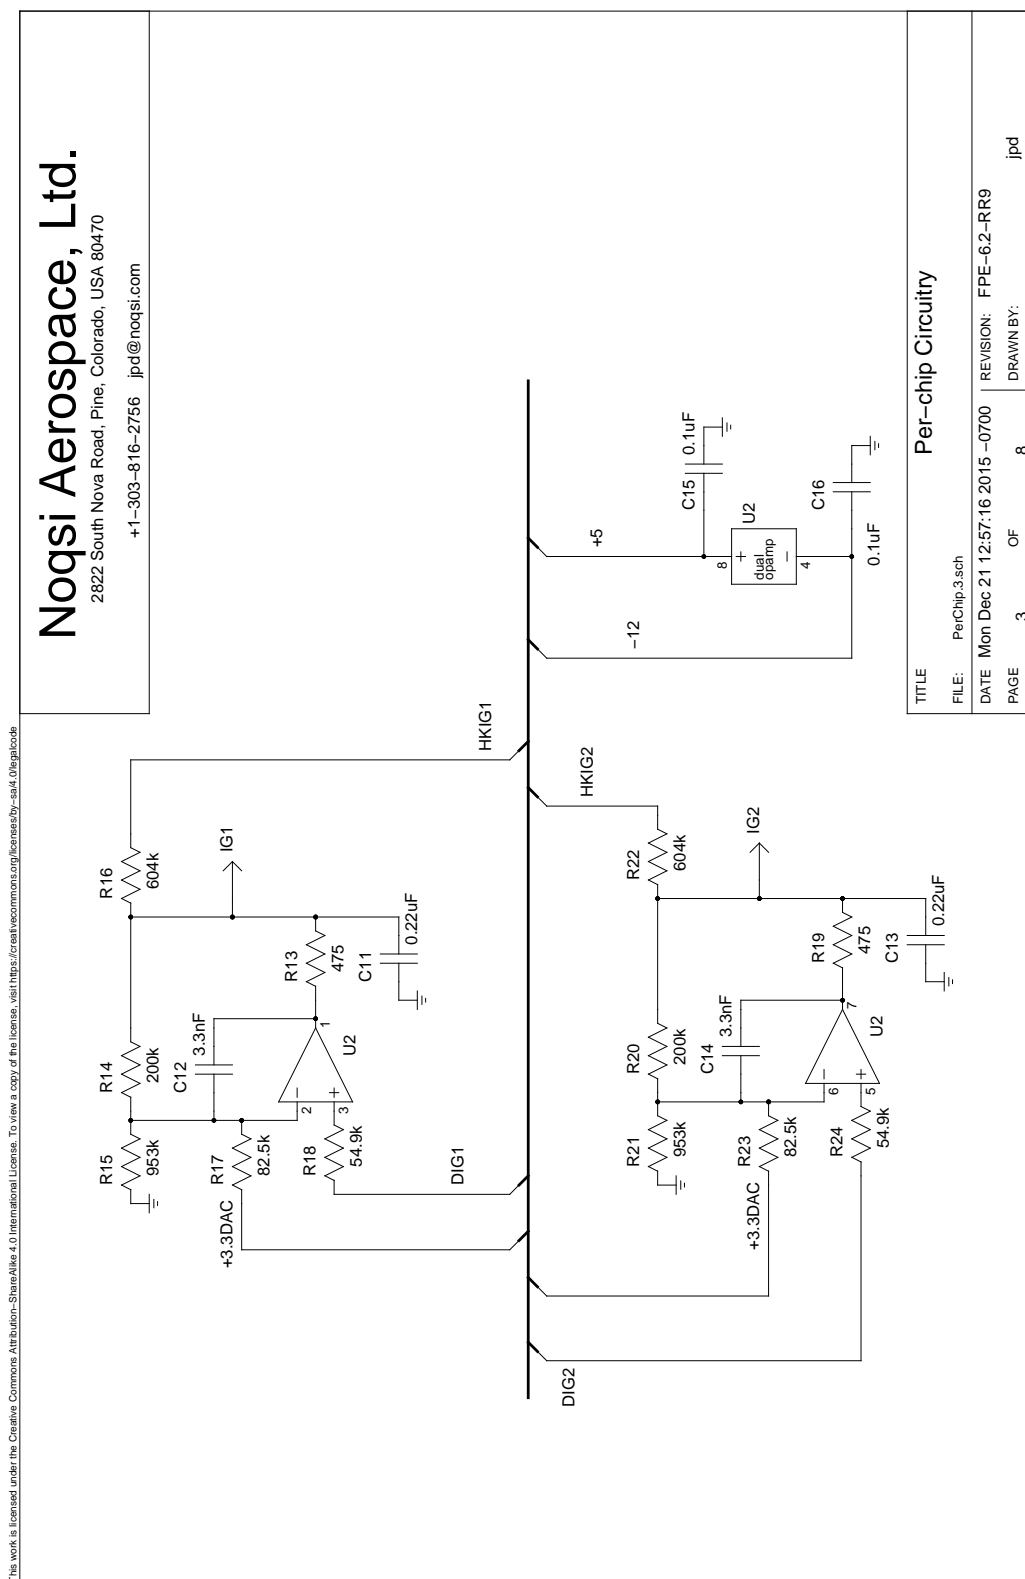 This work is licensed under the Creative Commons Attribution−ShareAlike 4.0 International License. To view a copy of the license, visit https://creativecommons.org/licenses/by−sa/4.0/legalcode
Noqsi Aerospace, Ltd.
2822 South Nova Road, Pine, Colorado, USA 80470
+1−303−816−2756 jpd@noqsi.com
R15
953k
R14
200k
R16
604k
C12
3.3nF
R17
82.5k
+3.3DAC
R18
54.9k
2
3
1
U2
R13
475
C11
0.22uF
IG1
HKIG1
DIG1
−12
+5
C15
0.1uF
U2
8
+
dual
opamp
−
4
C16
0.1uF
HKIG2
R21
953k
R20
200k
R22
604k
C14
3.3nF
R23
82.5k
+3.3DAC
R24
54.9k
6
5
7
U2
R19
475
C13
0.22uF
IG2
DIG2
TITLE
Per−chip Circuitry
FILE: PerChip.3.sch
DATE Mon Dec 21 12:57:16 2015 −0700
REVISION: FPE−6.2−RR9
PAGE 3 OF 8
DRAWN BY: jpd